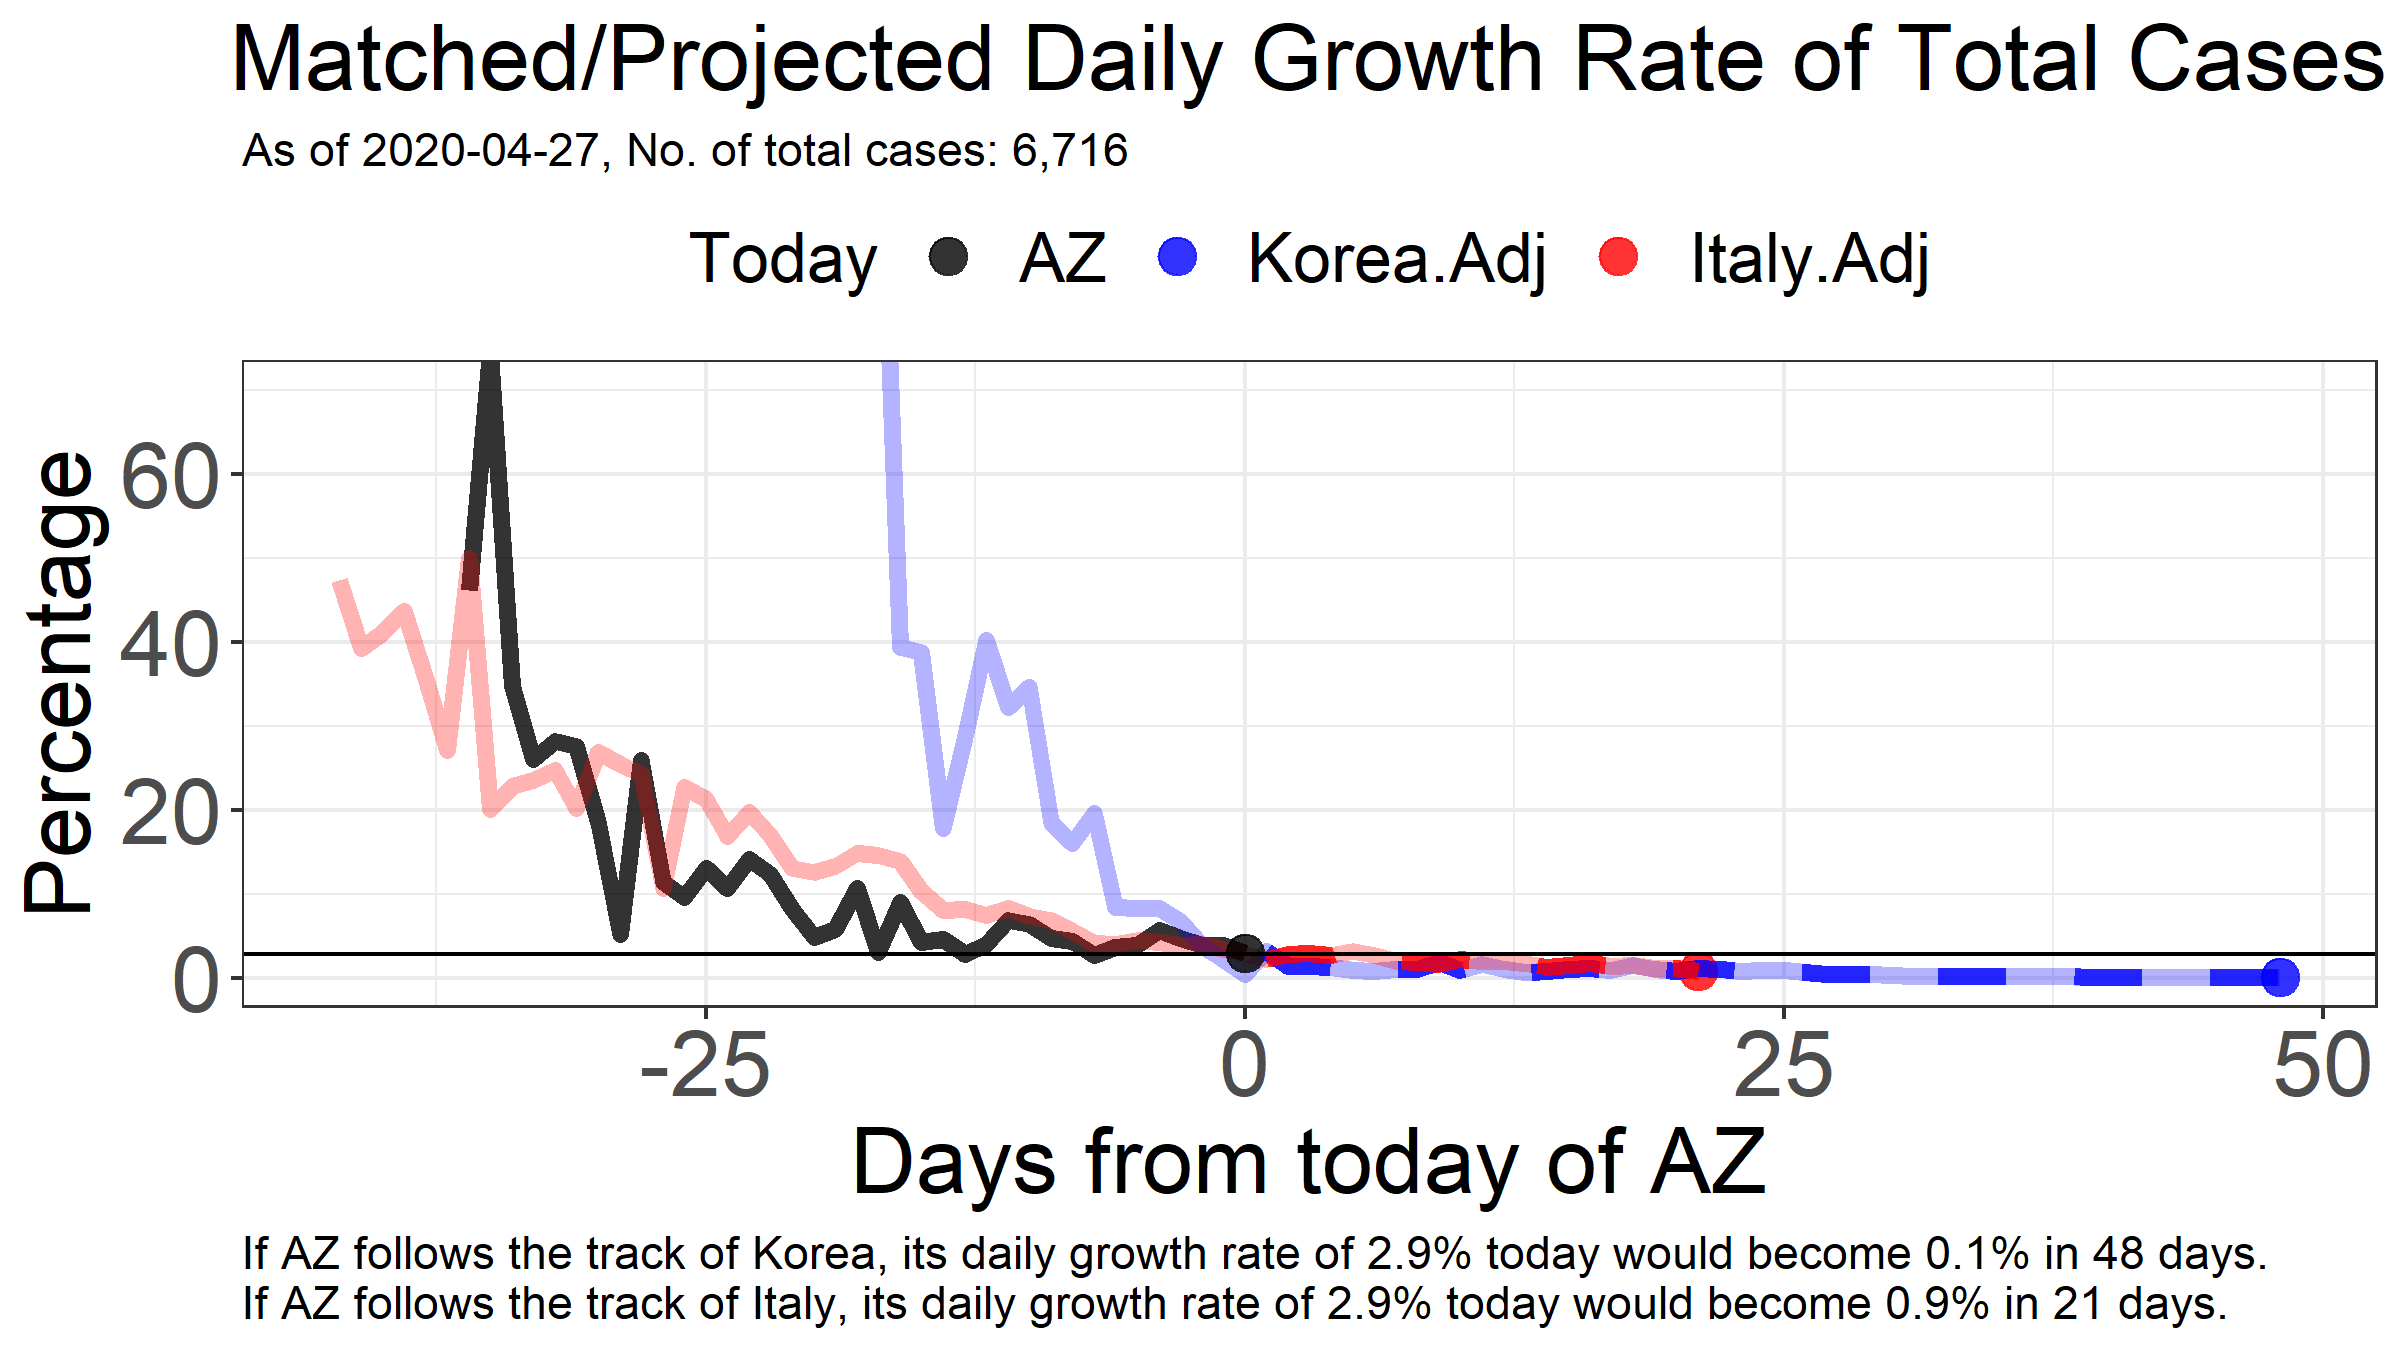 Matched/Projected Daily Growth Rate of Total Cases
As of 2020-04-27, No. of total cases: 6,716
Today AZ Korea.Adj Italy.Adj
Percentage
60
40
20
0
-25 0 25 50
Days from today of AZ
If AZ follows the track of Korea, its daily growth rate of 2.9% today would become 0.1% in 48 days.
If AZ follows the track of Italy, its daily growth rate of 2.9% today would become 0.9% in 21 days.